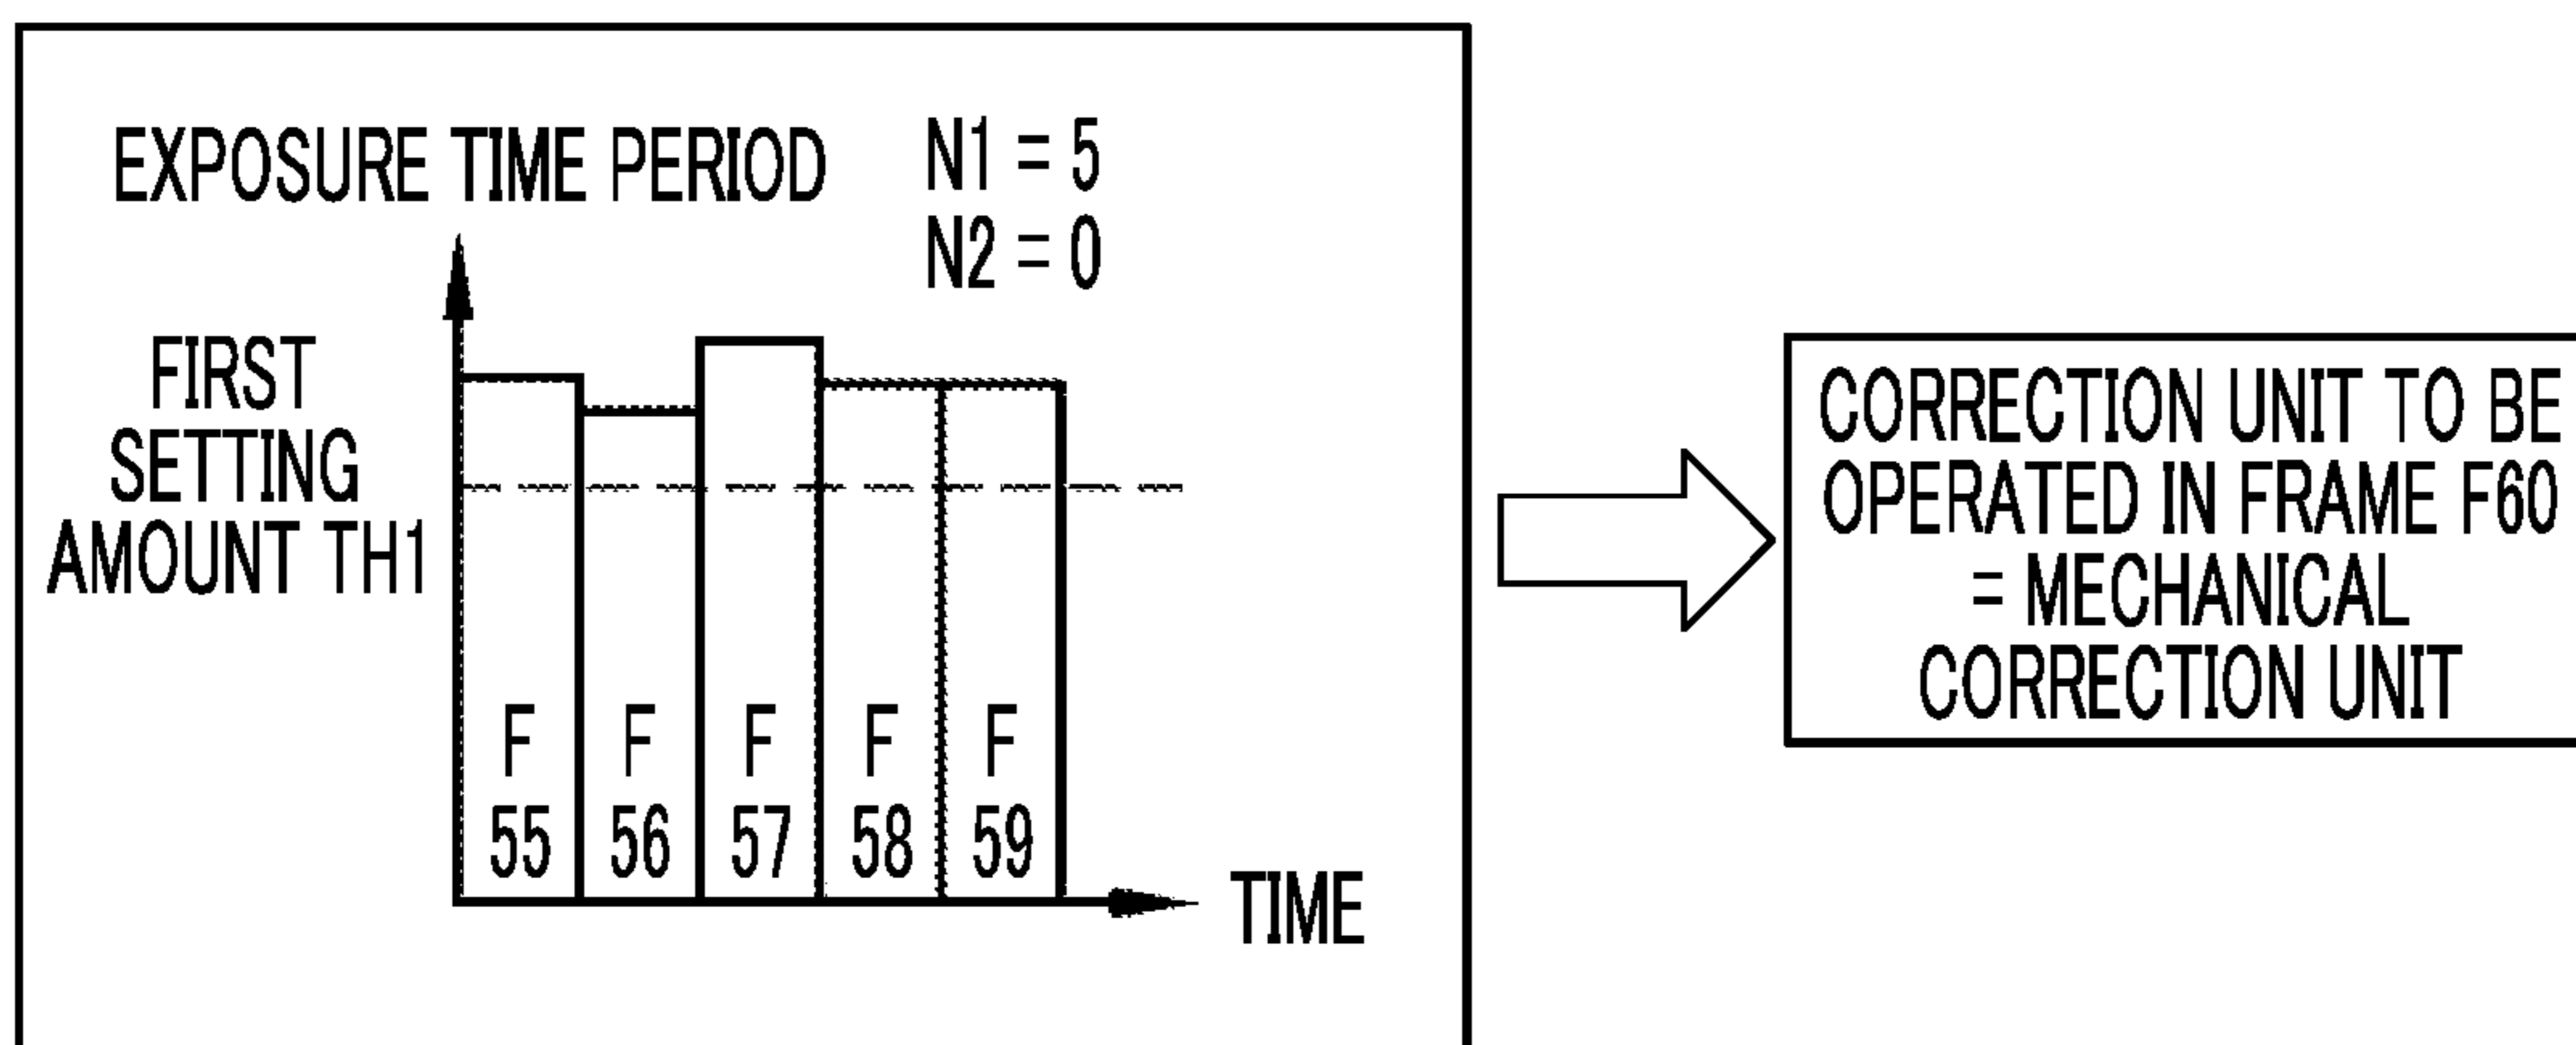 EXPOSURE TIME PERIOD
N1 = 5
N2 = 0
FIRST
SETTING
AMOUNT TH1
F
55
F
56
F
57
F
58
F
59
TIME
CORRECTION UNIT TO BE
OPERATED IN FRAME F60
= MECHANICAL
CORRECTION UNIT